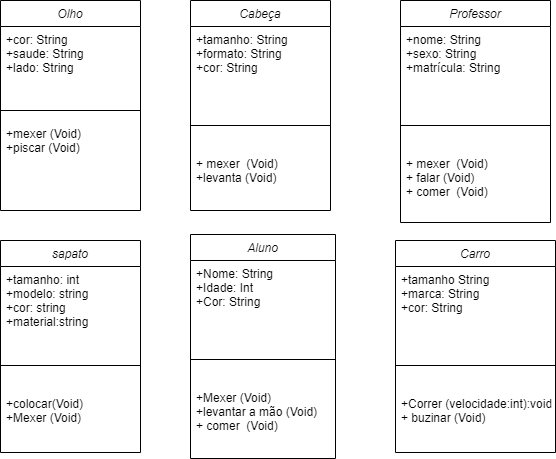 Olho
+cor: String
+saude: String
+lado: String
+mexer (Void)
+piscar (Void)
Cabeça
+tamanho: String
+formato: String
+cor: String
+ mexer  (Void)
+levanta (Void)
Professor
+nome: String
+sexo: String
+matrícula: String
+ mexer  (Void)
+ falar (Void)
+ comer  (Void)
sapato
+tamanho: int
+modelo: string
+cor: string
+material:string
+colocar(Void)
+Mexer (Void)
Aluno
+Nome: String
+Idade: Int
+Cor: String
+Mexer (Void)
+levantar a mão (Void)
+ comer  (Void)
Carro
+tamanho String
+marca: String
+cor: String
+Correr (velocidade:int):void
+ buzinar (Void)